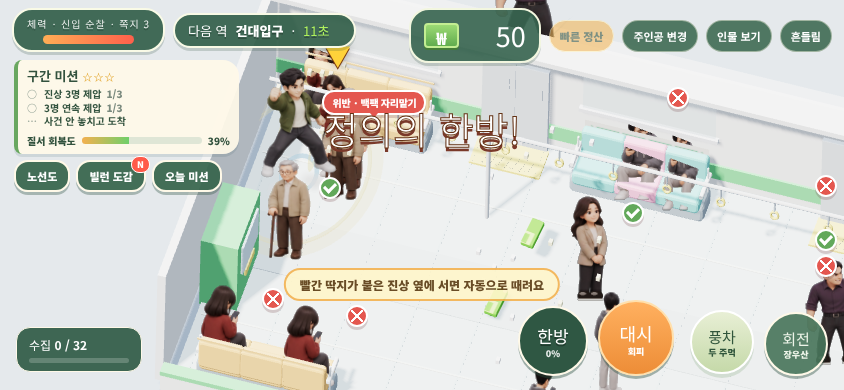 체력 · 신입 순찰 · 쪽지 3
다음 역 건대입구 · 11초
₩ 50
빠른 정산
주인공 변경
인물 보기
흔들림
구간 미션 ☆☆☆
진상 3명 제압 1/3
3명 연속 제압 1/3
사건 안 놓치고 도착
질서 회복도 39%
노선도
빌런 도감 N
오늘 미션
위반 · 백팩 자리맡기
정의의 한방!
빨간 딱지가 붙은 진상 옆에 서면 자동으로 때려요
수집 0 / 32
한방
0%
대시
회피
풍차
두 주먹
회전
장우산